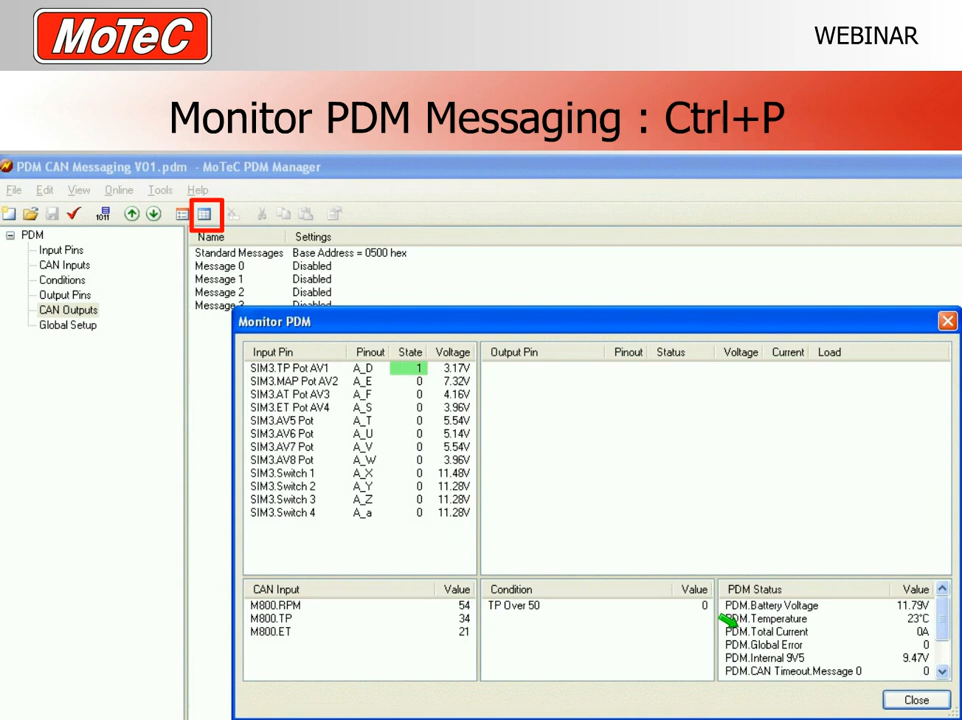 MoTeC
WEBINAR
Monitor PDM Messaging : Ctrl+P
PDM CAN Messaging V01.pdm - MoTeC PDM Manager
File Edit View Online Tools Help
1011
PDM
Input Pins
CAN Inputs
Conditions
Output Pins
CAN Outputs
Global Setup
Name Settings
Standard Messages Base Address = 0500 hex
Message 0 Disabled
Message 1 Disabled
Message 2 Disabled
Message 3 Disabled
Monitor PDM
Input Pin Pinout State Voltage
SIM3.TP Pot AV1 A_D 1 3.17V
SIM3.MAP Pot AV2 A_E 0 7.32V
SIM3.AT Pot AV3 A_F 0 4.16V
SIM3.ET Pot AV4 A_S 0 3.96V
SIM3.AV5 Pot A_T 0 5.54V
SIM3.AV6 Pot A_U 0 5.14V
SIM3.AV7 Pot A_V 0 5.54V
SIM3.AV8 Pot A_W 0 3.96V
SIM3.Switch 1 A_X 0 11.48V
SIM3.Switch 2 A_Y 0 11.28V
SIM3.Switch 3 A_Z 0 11.28V
SIM3.Switch 4 A_a 0 11.28V
Output Pin Pinout Status Voltage Current Load
CAN Input Value
M800.RPM 54
M800.TP 34
M800.ET 21
Condition Value
TP Over 50 0
PDM Status Value
PDM.Battery Voltage 11.79V
PDM.Temperature 23°C
PDM.Total Current 0A
PDM.Global Error 0
PDM.Internal 9V5 9.47V
PDM.CAN Timeout.Message 0 0
Close